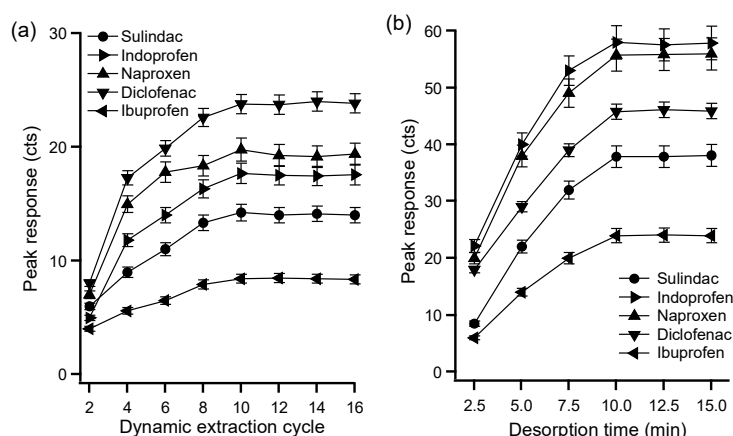 (a)
30
20
10
0
Peak response (cts)
Sulindac
Indoprofen
Naproxen
Diclofenac
Ibuprofen
2 4 6 8 10 12 14 16
Dynamic extraction cycle
(b)
60
50
40
30
20
10
0
Peak response (cts)
Sulindac
Indoprofen
Naproxen
Diclofenac
Ibuprofen
2.5 5.0 7.5 10.0 12.5 15.0
Desorption time (min)